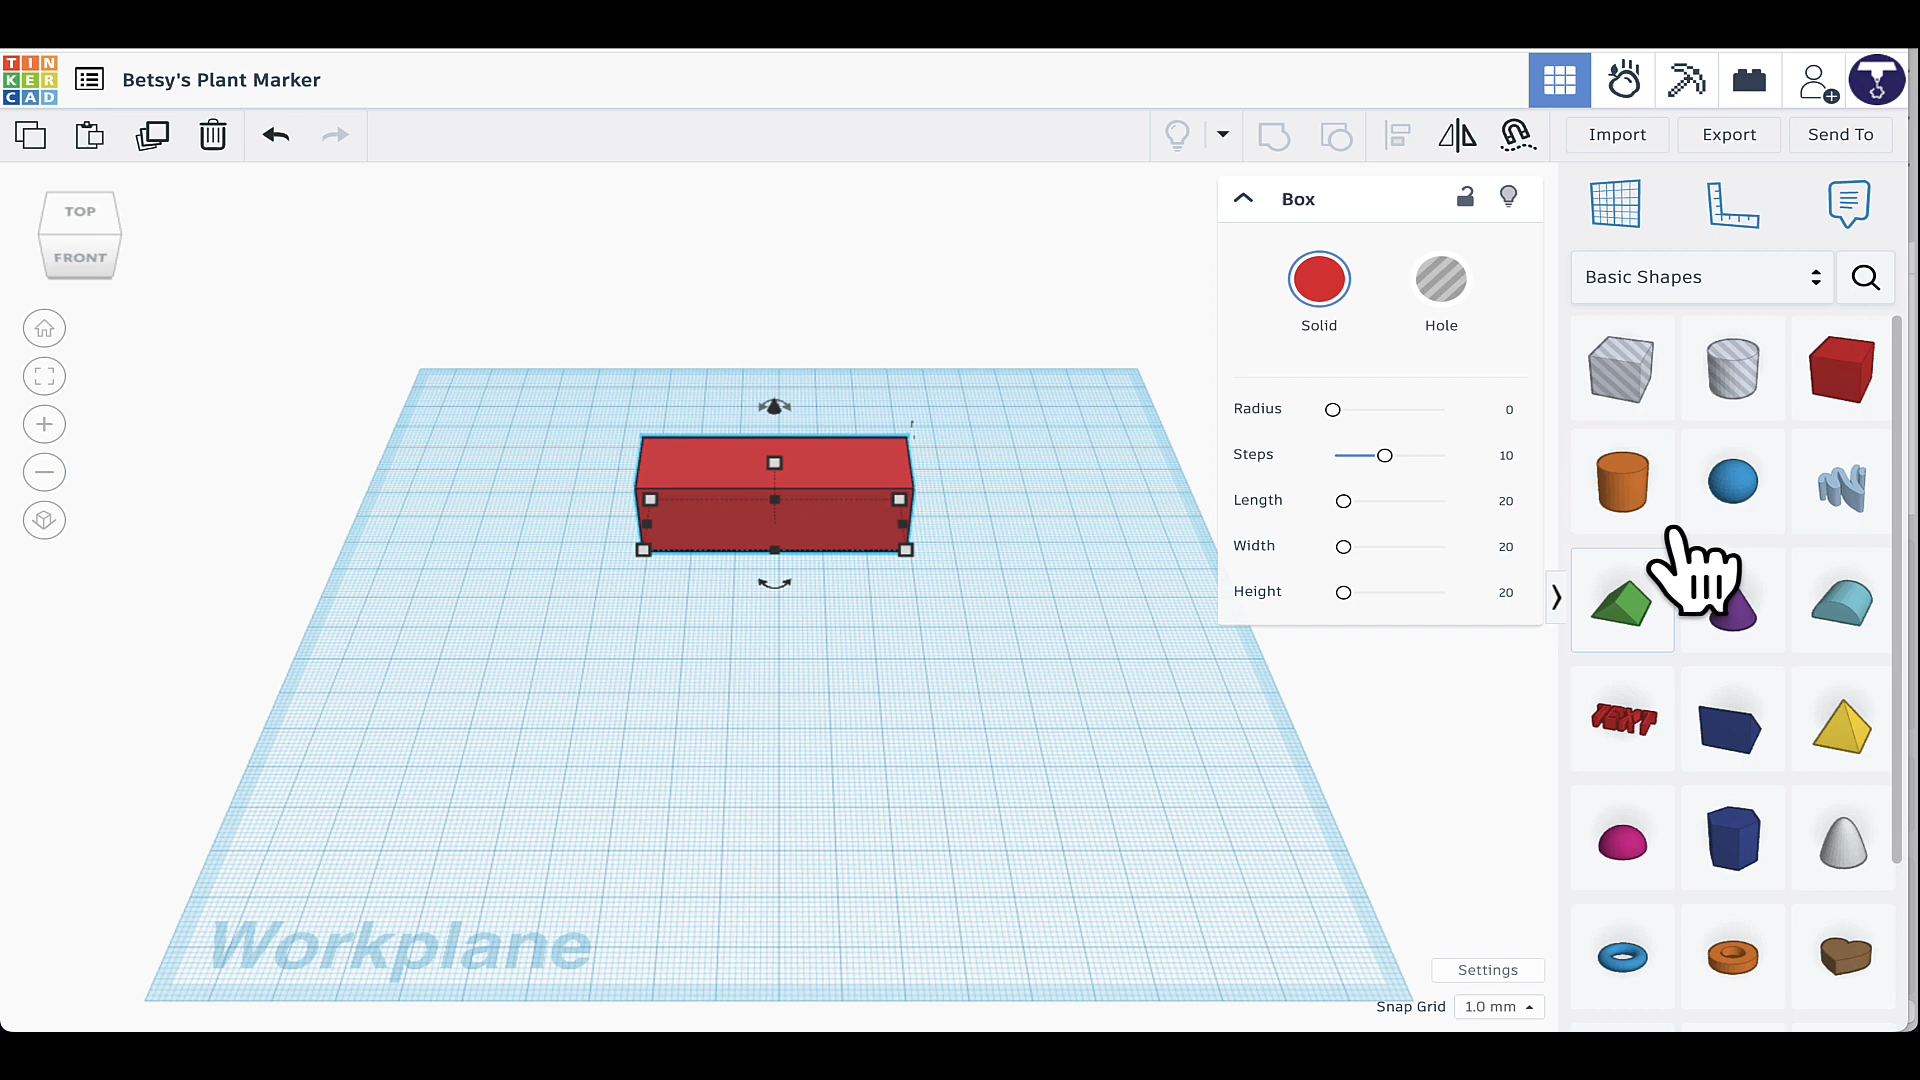 TIN
KER
CAD
Betsy's Plant Marker
Import
Export
Send To
TOP
FRONT
Box
Solid
Hole
Radius 0
Steps 10
Length 20
Width 20
Height 20
Basic Shapes
TEXT
Workplane
Settings
Snap Grid 1.0 mm